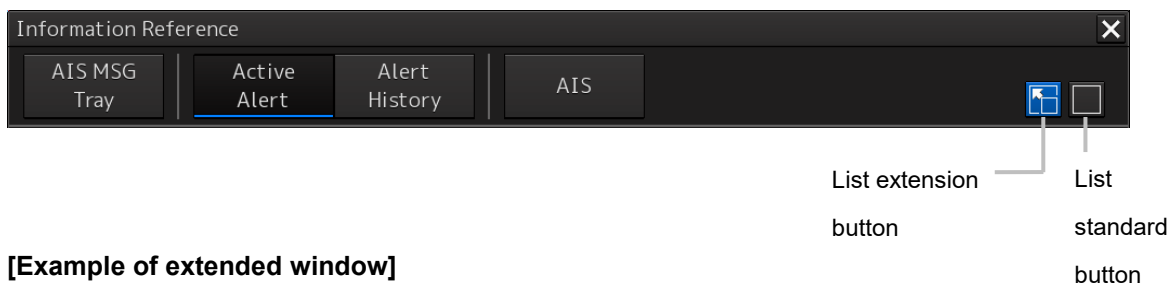 Information Reference
AIS MSG
Tray
Active
Alert
Alert
History
AIS
List extension
button
List
standard
button
[Example of extended window]